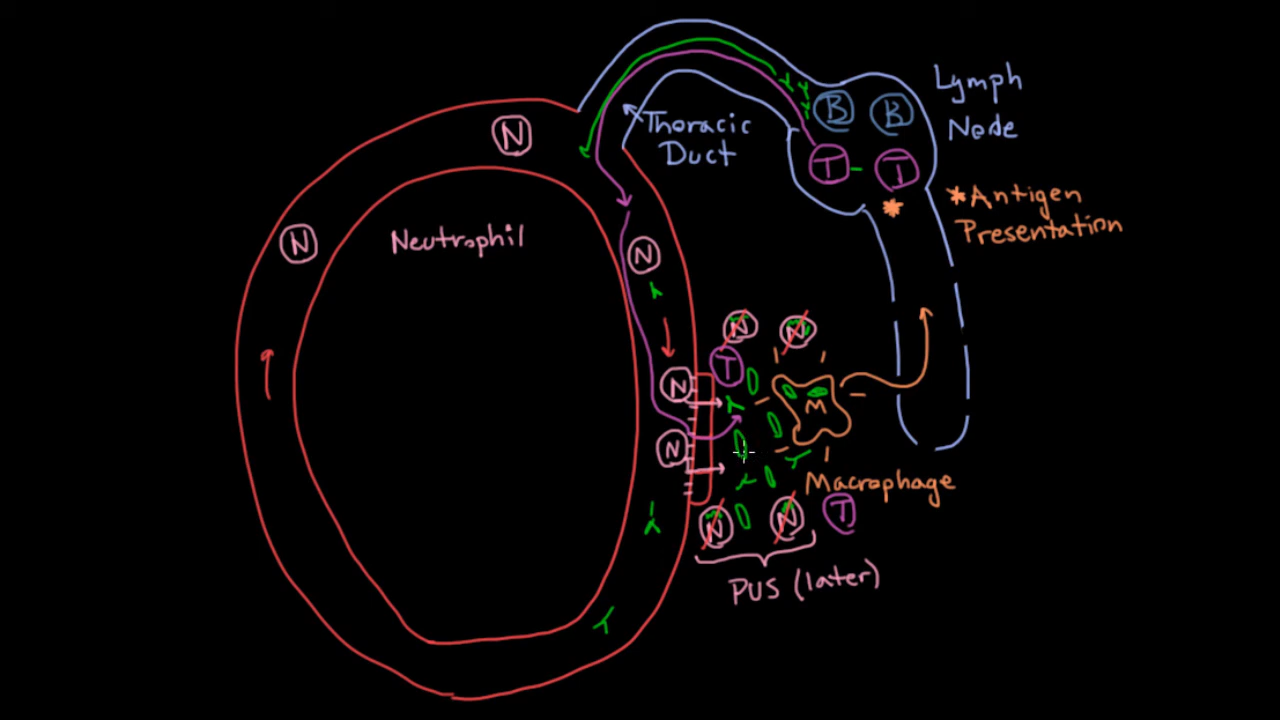 Lymph
Node
B B
Thoracic
Duct
N
T T
*Antigen
Presentation
*
Neutrophil
N
N
N N
T
N
M
N
Macrophage
N N T
PUS (later)